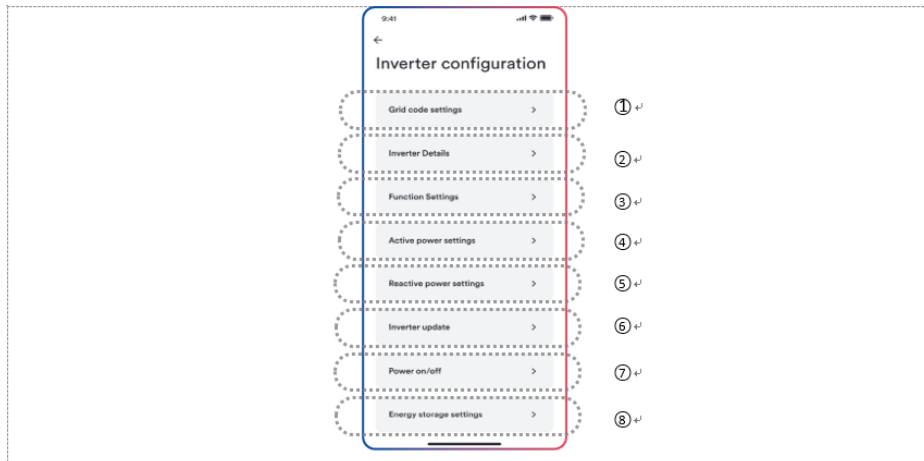 9:41
←
Inverter configuration
Grid code settings > ① ↵
Inverter Details > ② ↵
Function Settings > ③ ↵
Active power settings > ④ ↵
Reactive power settings > ⑤ ↵
Inverter update > ⑥ ↵
Power on/off > ⑦ ↵
Energy storage settings > ⑧ ↵